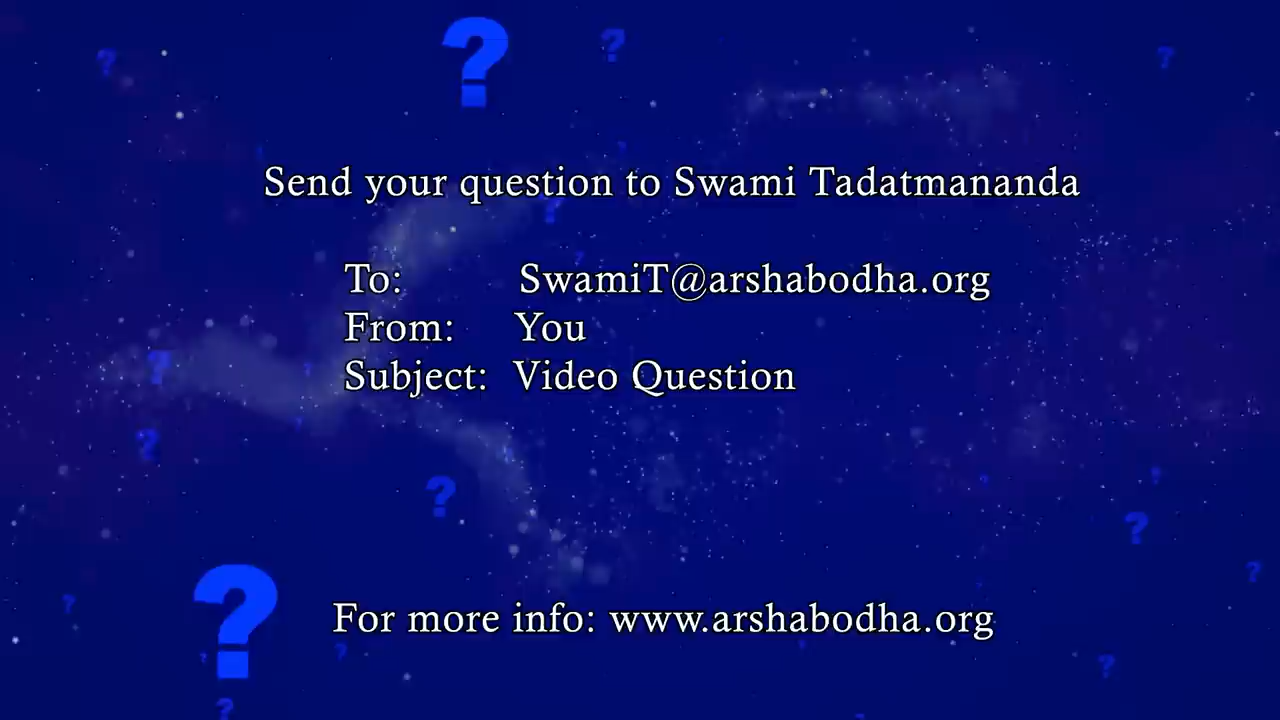 Send your question to Swami Tadatmananda
To: SwamiT@arshabodha.org
From: You
Subject: Video Question
For more info: www.arshabodha.org